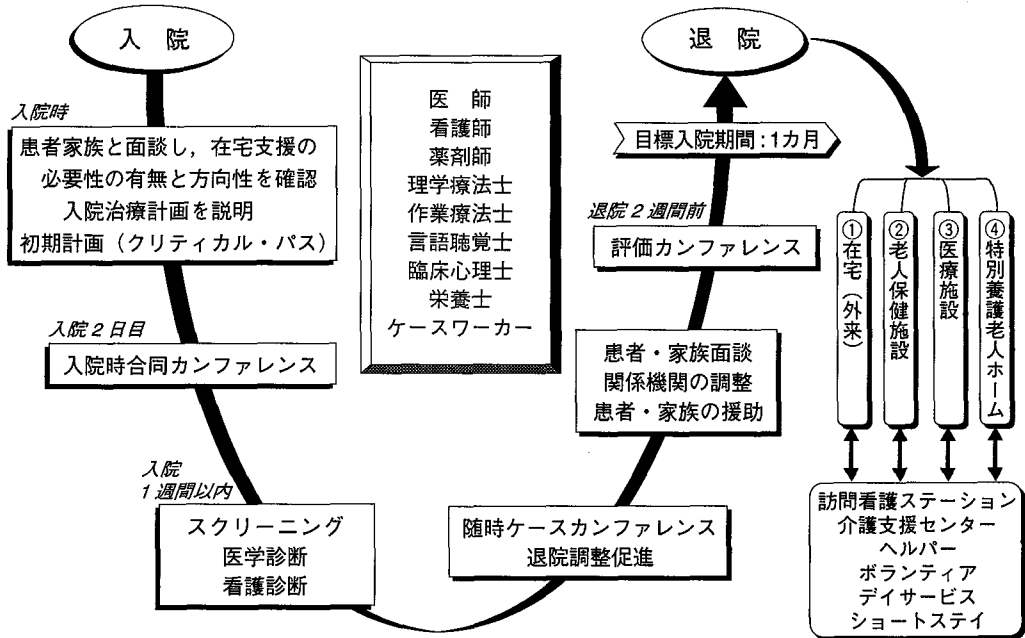 入院
入院時
患者家族と面談し，在宅支援の
必要性の有無と方向性を確認
入院治療計画を説明
初期計画（クリティカル・パス）
入院2日目
入院時合同カンファレンス
入院
1週間以内
スクリーニング
医学診断
看護診断
医師
看護師
薬剤師
理学療法士
作業療法士
言語聴覚士
臨床心理士
栄養士
ケースワーカー
随時ケースカンファレンス
退院調整促進
患者・家族面談
関係機関の調整
患者・家族の援助
退院2週間前
評価カンファレンス
目標入院期間：1カ月
退院
①在宅（外来）
②老人保健施設
③医療施設
④特別養護老人ホーム
訪問看護ステーション
介護支援センター
ヘルパー
ボランティア
デイサービス
ショートステイ